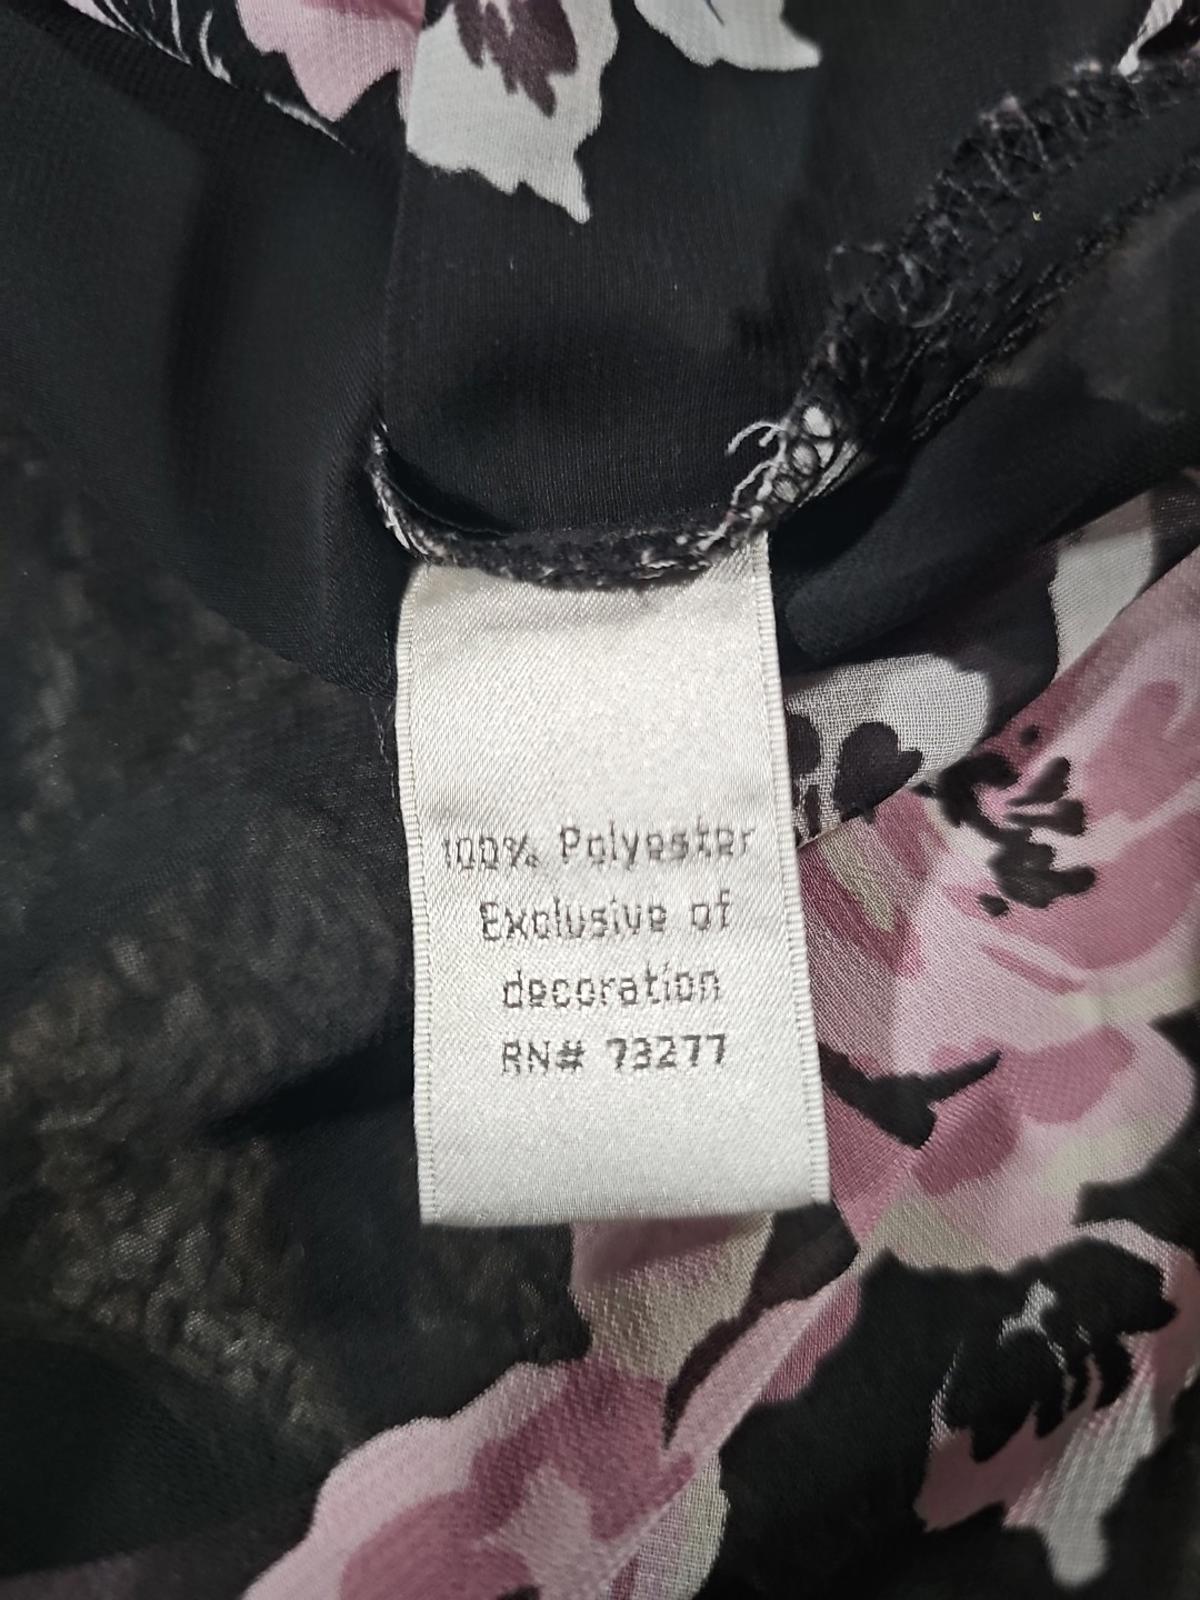 100% Polyester
Exclusive of
decoration
RN# 73277